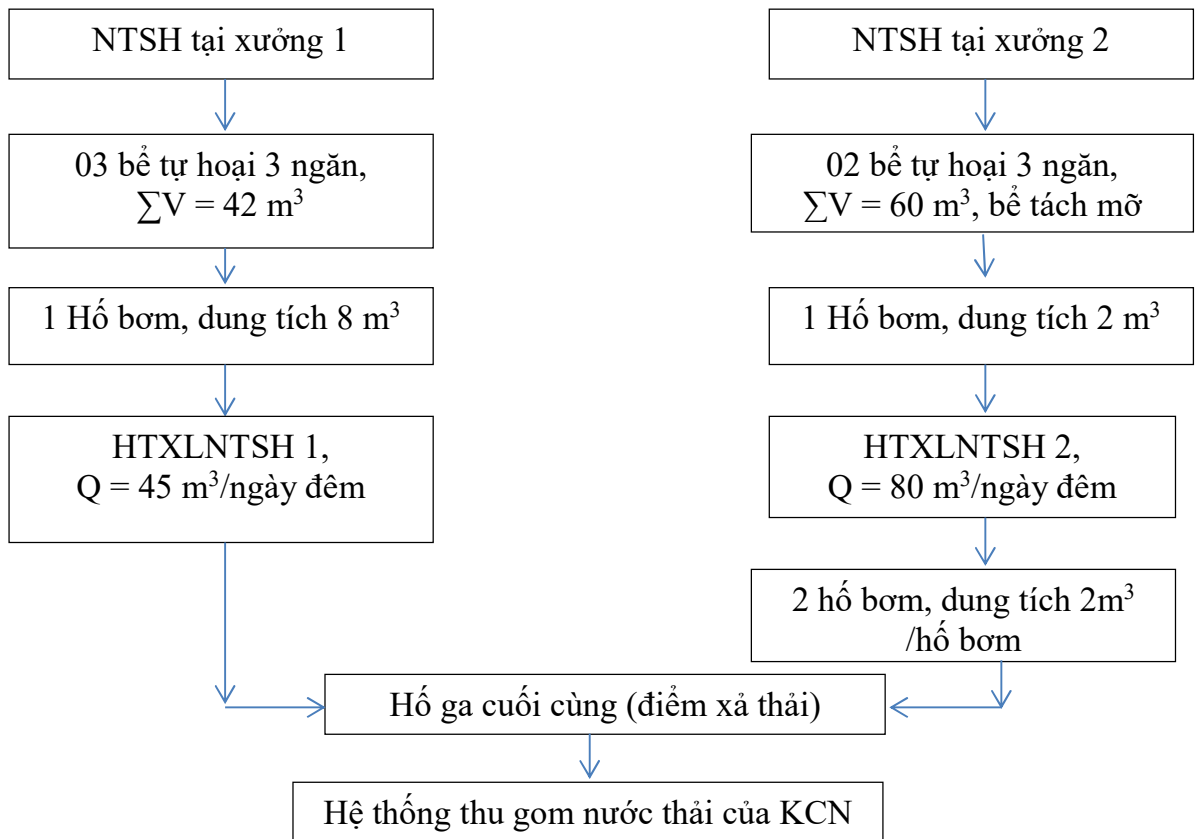 NTSH tại xưởng 1
NTSH tại xưởng 2
03 bể tự hoại 3 ngăn,
∑V = 42 m³
02 bể tự hoại 3 ngăn,
∑V = 60 m³, bể tách mỡ
1 Hố bơm, dung tích 8 m³
1 Hố bơm, dung tích 2 m³
HTXLNTSH 1,
Q = 45 m³/ngày đêm
HTXLNTSH 2,
Q = 80 m³/ngày đêm
2 hố bơm, dung tích 2m³
/hố bơm
Hố ga cuối cùng (điểm xả thải)
Hệ thống thu gom nước thải của KCN